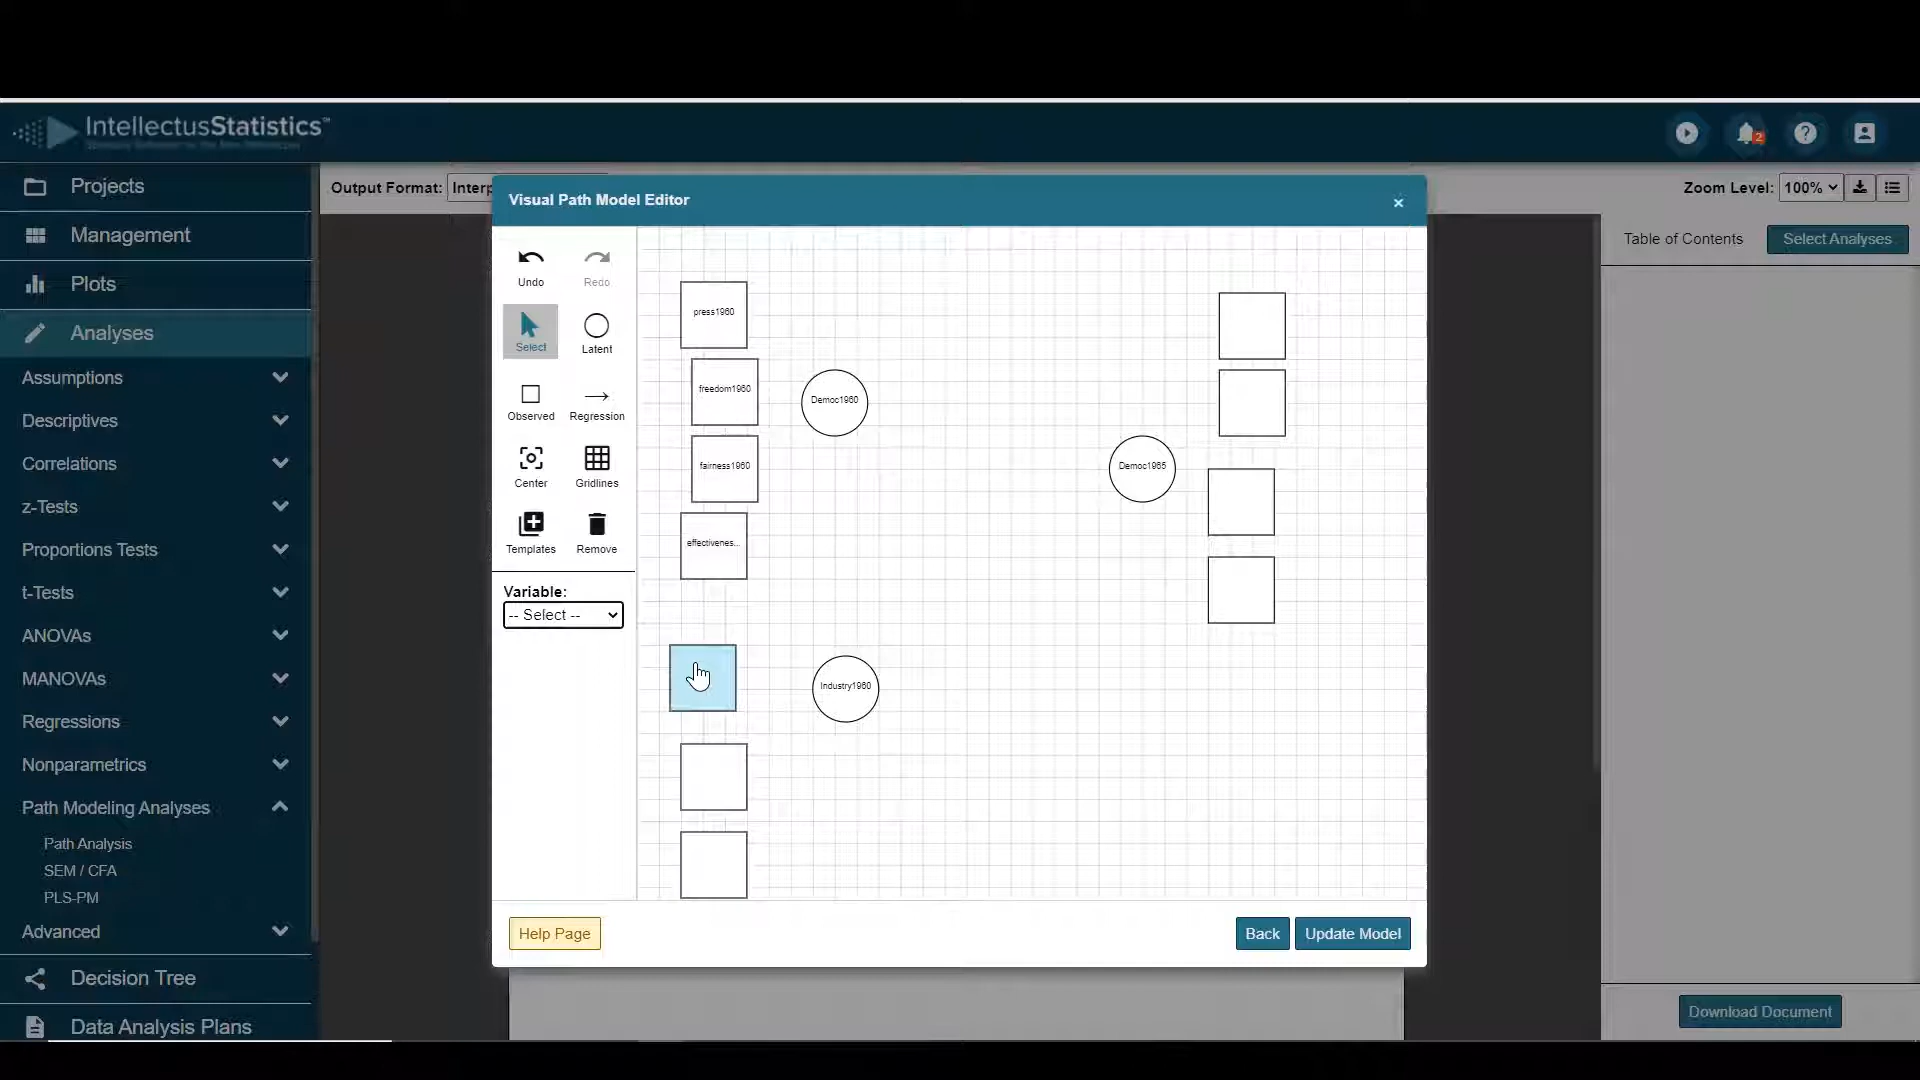 IntellectusStatistics™
Output Format: Interp
Zoom Level: 100%
2
Projects
Management
Plots
Analyses
Assumptions
Descriptives
Correlations
z-Tests
Proportions Tests
t-Tests
ANOVAs
MANOVAs
Regressions
Nonparametrics
Path Modeling Analyses
Path Analysis
SEM / CFA
PLS-PM
Advanced
Decision Tree
Data Analysis Plans
Visual Path Model Editor
×
Undo
Redo
Select
Latent
Observed
Regression
Center
Gridlines
Templates
Remove
Variable:
-- Select --
press1960
freedom1960
Democ1960
fairness1960
Democ1965
effectivenes...
Industry1960
Help Page
Back
Update Model
Table of Contents
Select Analyses
Download Document